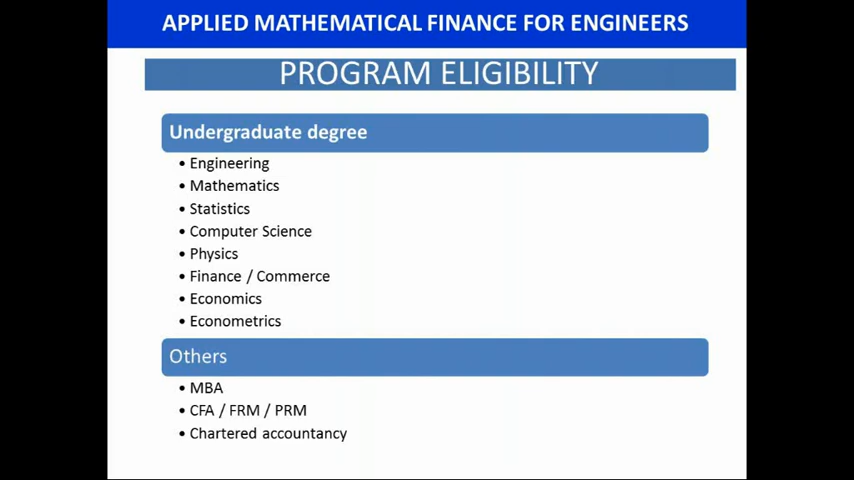 APPLIED MATHEMATICAL FINANCE FOR ENGINEERS
PROGRAM ELIGIBILITY
Undergraduate degree
• Engineering
• Mathematics
• Statistics
• Computer Science
• Physics
• Finance / Commerce
• Economics
• Econometrics
Others
• MBA
• CFA / FRM / PRM
• Chartered accountancy